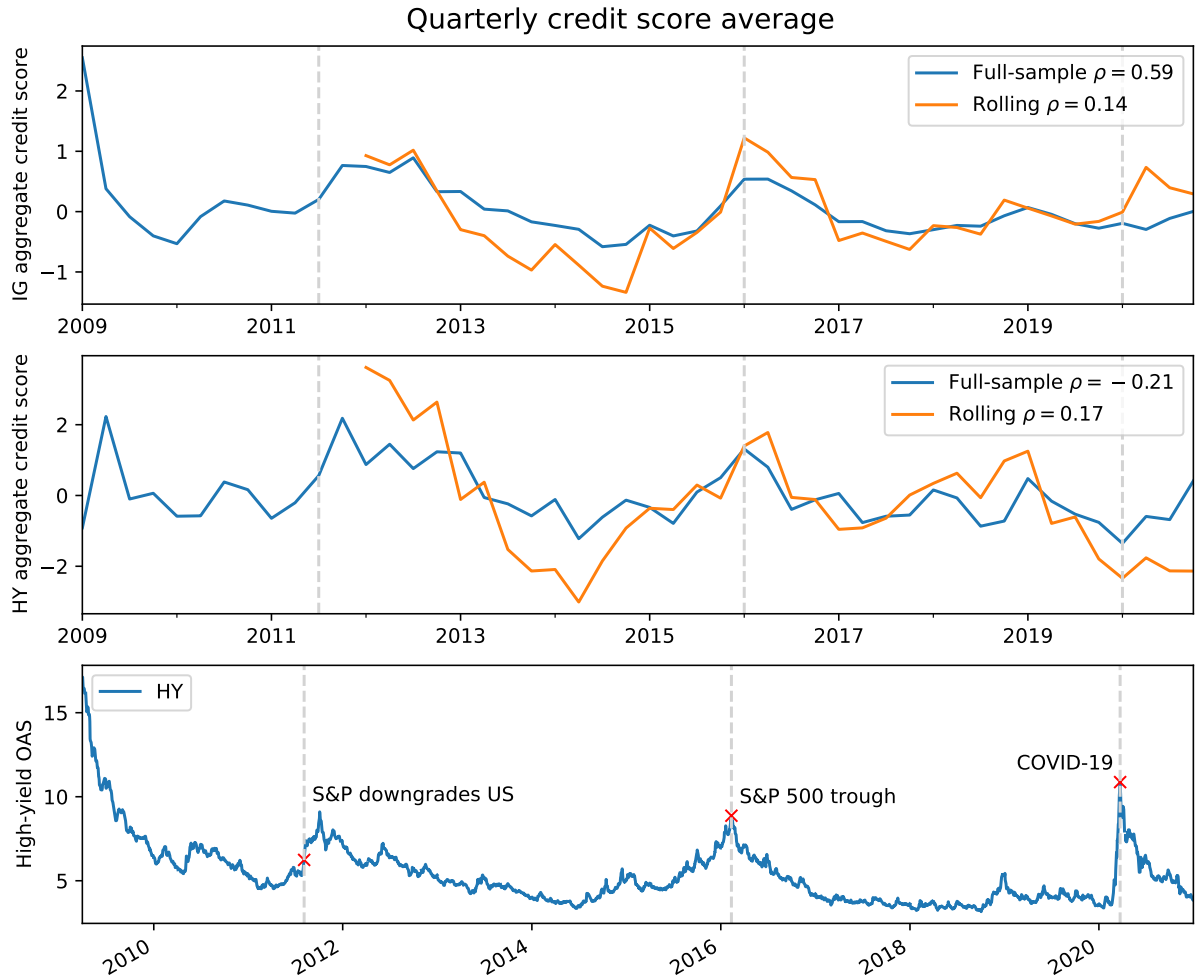 Quarterly credit score average
IG aggregate credit score
2
1
0
−1
Full-sample ρ = 0.59
Rolling ρ = 0.14
2009 2011 2013 2015 2017 2019
HY aggregate credit score
2
0
−2
Full-sample ρ = − 0.21
Rolling ρ = 0.17
2009 2011 2013 2015 2017 2019
High-yield OAS
15
10
5
HY
S&P downgrades US
S&P 500 trough
COVID-19
2010 2012 2014 2016 2018 2020